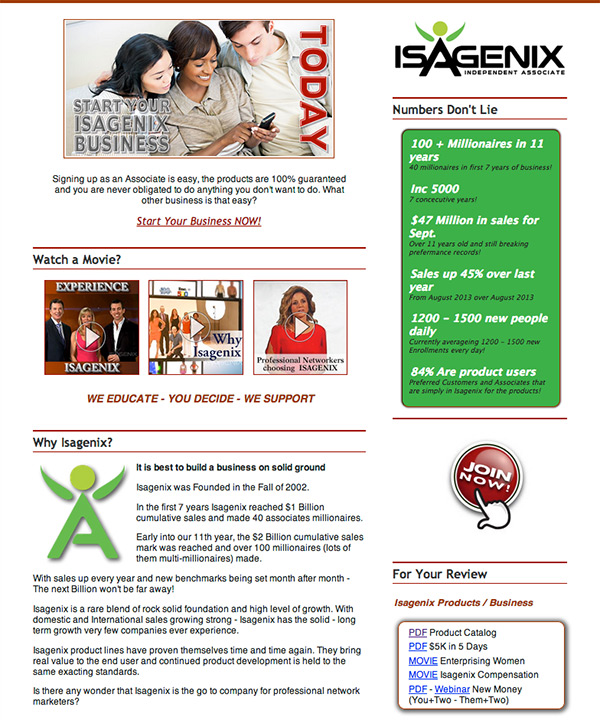 START YOUR
ISAGENIX
BUSINESS
TODAY
Signing up as an Associate is easy, the products are 100% guaranteed
and you are never obligated to do anything you don't want to do. What
other business is that easy?
Start Your Business NOW!
Watch a Movie?
EXPERIENCE
ISAGENIX
Why
Isagenix
Professional Networkers
choosing ISAGENIX
WE EDUCATE - YOU DECIDE - WE SUPPORT
Why Isagenix?
It is best to build a business on solid ground
Isagenix was Founded in the Fall of 2002.
In the first 7 years Isagenix reached $1 Billion
cumulative sales and made 40 associates millionaires.
Early into our 11th year, the $2 Billion cumulative sales
mark was reached and over 100 millionaires (lots of
them multi-millionaires) made.
With sales up every year and new benchmarks being set month after month -
The next Billion won't be far away!
Isagenix is a rare blend of rock solid foundation and high level of growth. With
domestic and International sales growing strong - Isagenix has the solid - long
term growth very few companies ever experience.
Isagenix product lines have proven themselves time and time again. They bring
real value to the end user and continued product development is held to the
same exacting standards.
Is there any wonder that Isagenix is the go to company for professional network
marketers?
ISAGENIX
INDEPENDENT ASSOCIATE
Numbers Don't Lie
100 + Millionaires in 11
years
40 millionaires in first 7 years of business!
Inc 5000
7 concecutive years!
$47 Million in sales for
Sept.
Over 11 years old and still breaking
preformance records!
Sales up 45% over last
year
From August 2013 over August 2013
1200 - 1500 new people
daily
Currently averageing 1200 - 1500 new
Enrollments every day!
84% Are product users
Preferred Customers and Associates that
are simply in Isagenix for the products!
JOIN
NOW!
For Your Review
Isagenix Products / Business
PDF Product Catalog
PDF $5K in 5 Days
MOVIE Enterprising Women
MOVIE Isagenix Compensation
PDF - Webinar New Money
(You+Two - Them+Two)